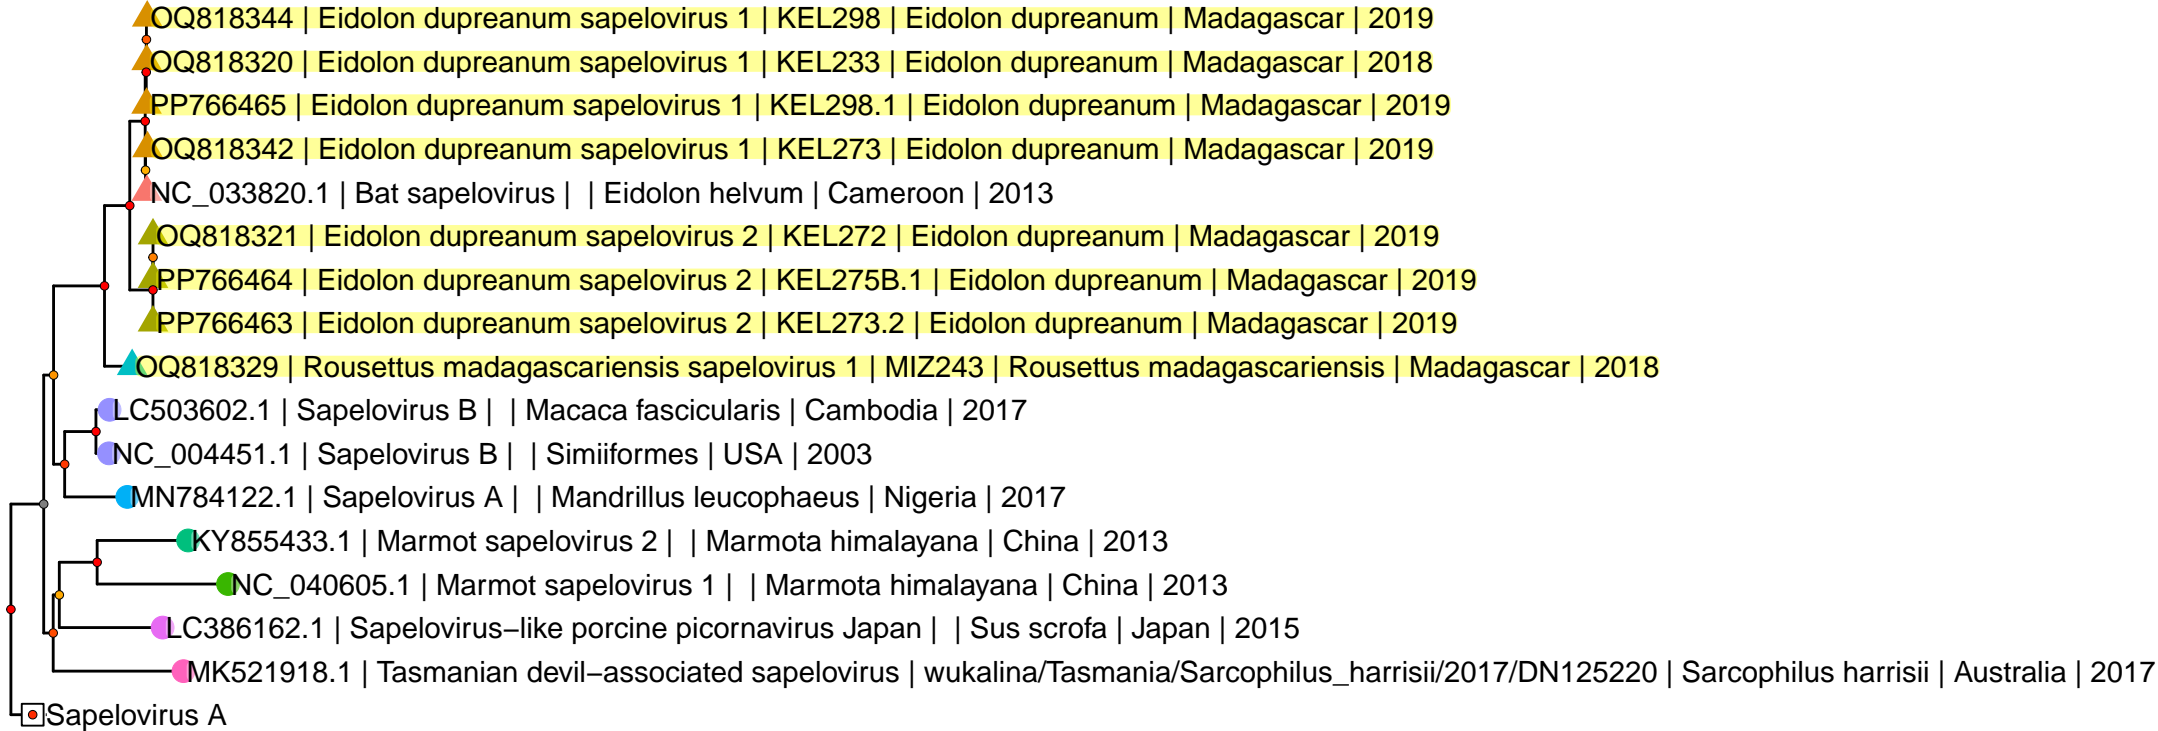 OQ818344 | Eidolon dupreanum sapelovirus 1 | KEL298 | Eidolon dupreanum | Madagascar | 2019
OQ818320 | Eidolon dupreanum sapelovirus 1 | KEL233 | Eidolon dupreanum | Madagascar | 2018
PP766465 | Eidolon dupreanum sapelovirus 1 | KEL298.1 | Eidolon dupreanum | Madagascar | 2019
OQ818342 | Eidolon dupreanum sapelovirus 1 | KEL273 | Eidolon dupreanum | Madagascar | 2019
NC_033820.1 | Bat sapelovirus | | Eidolon helvum | Cameroon | 2013
OQ818321 | Eidolon dupreanum sapelovirus 2 | KEL272 | Eidolon dupreanum | Madagascar | 2019
PP766464 | Eidolon dupreanum sapelovirus 2 | KEL275B.1 | Eidolon dupreanum | Madagascar | 2019
PP766463 | Eidolon dupreanum sapelovirus 2 | KEL273.2 | Eidolon dupreanum | Madagascar | 2019
OQ818329 | Rousettus madagascariensis sapelovirus 1 | MIZ243 | Rousettus madagascariensis | Madagascar | 2018
LC503602.1 | Sapelovirus B | | Macaca fascicularis | Cambodia | 2017
NC_004451.1 | Sapelovirus B | | Simiiformes | USA | 2003
MN784122.1 | Sapelovirus A | | Mandrillus leucophaeus | Nigeria | 2017
KY855433.1 | Marmot sapelovirus 2 | | Marmota himalayana | China | 2013
NC_040605.1 | Marmot sapelovirus 1 | | Marmota himalayana | China | 2013
LC386162.1 | Sapelovirus−like porcine picornavirus Japan | | Sus scrofa | Japan | 2015
MK521918.1 | Tasmanian devil−associated sapelovirus | wukalina/Tasmania/Sarcophilus_harrisii/2017/DN125220 | Sarcophilus harrisii | Australia | 2017
Sapelovirus A